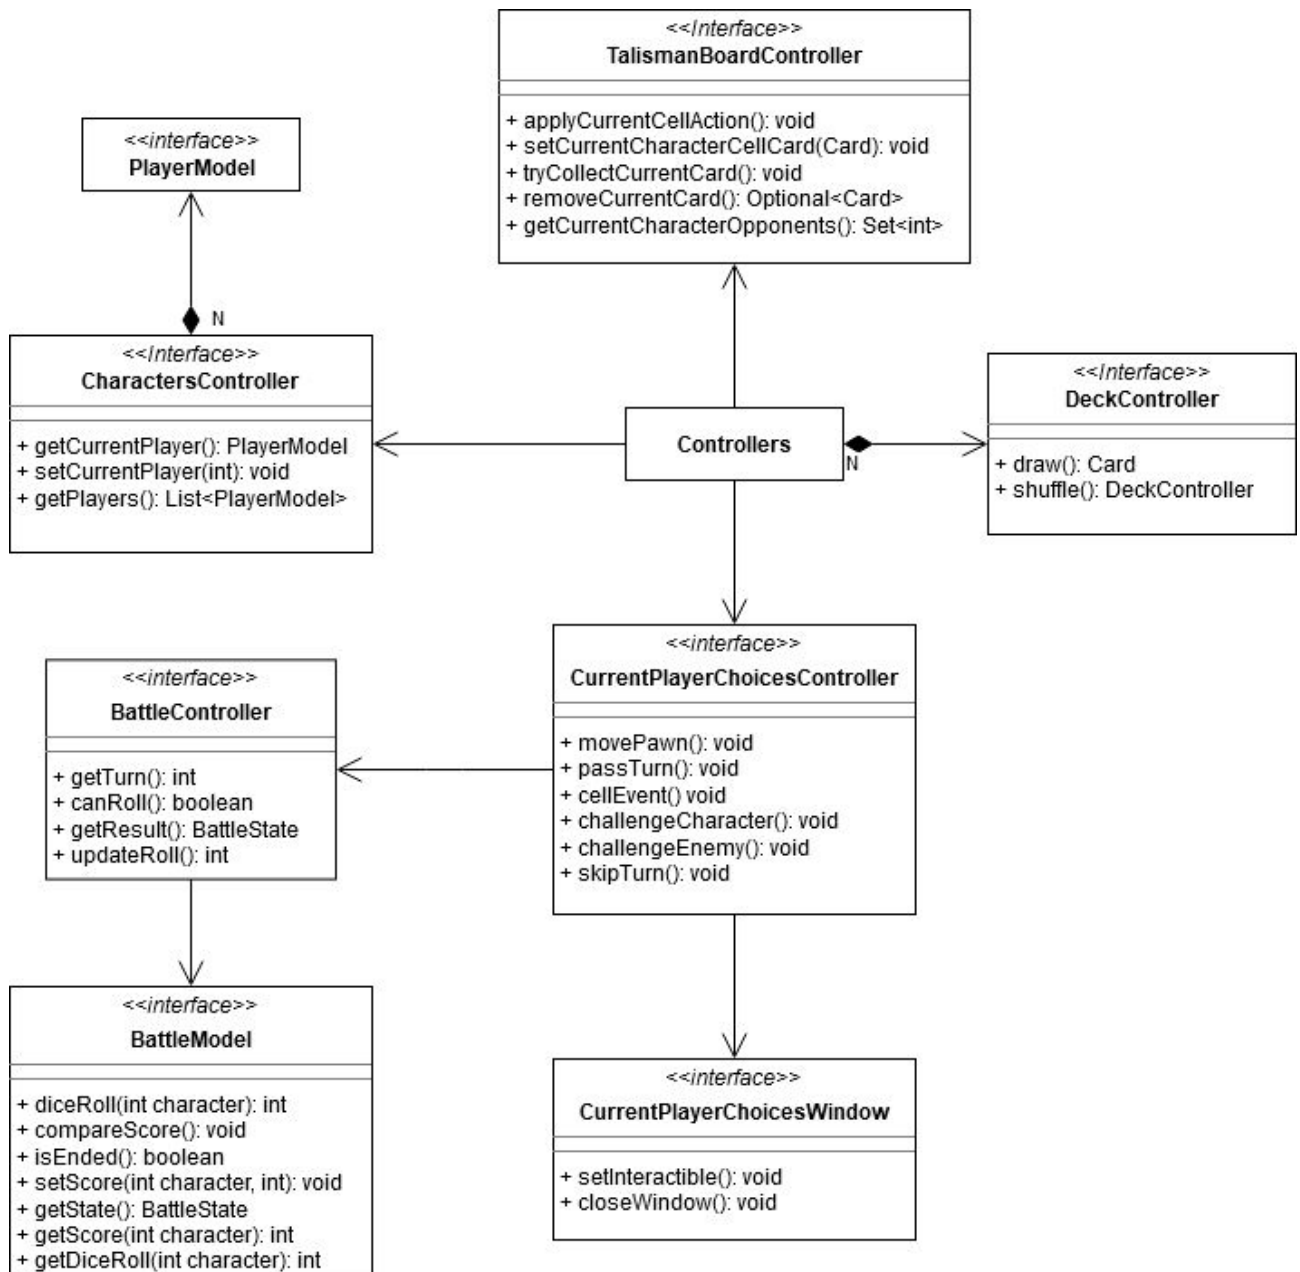 <<Interface>>
TalismanBoardController
+ applyCurrentCellAction(): void
+ setCurrentCharacterCellCard(Card): void
+ tryCollectCurrentCard(): void
+ removeCurrentCard(): Optional<Card>
+ getCurrentCharacterOpponents(): Set<int>
<<interface>>
PlayerModel
N
<<Interface>>
CharactersController
+ getCurrentPlayer(): PlayerModel
+ setCurrentPlayer(int): void
+ getPlayers(): List<PlayerModel>
Controllers
N
<<Interface>>
DeckController
+ draw(): Card
+ shuffle(): DeckController
<<interface>>
BattleController
+ getTurn(): int
+ canRoll(): boolean
+ getResult(): BattleState
+ updateRoll(): int
<<interface>>
CurrentPlayerChoicesController
+ movePawn(): void
+ passTurn(): void
+ cellEvent() void
+ challengeCharacter(): void
+ challengeEnemy(): void
+ skipTurn(): void
<<interface>>
BattleModel
+ diceRoll(int character): int
+ compareScore(): void
+ isEnded(): boolean
+ setScore(int character, int): void
+ getState(): BattleState
+ getScore(int character): int
+ getDiceRoll(int character): int
<<interface>>
CurrentPlayerChoicesWindow
+ setInteractible(): void
+ closeWindow(): void